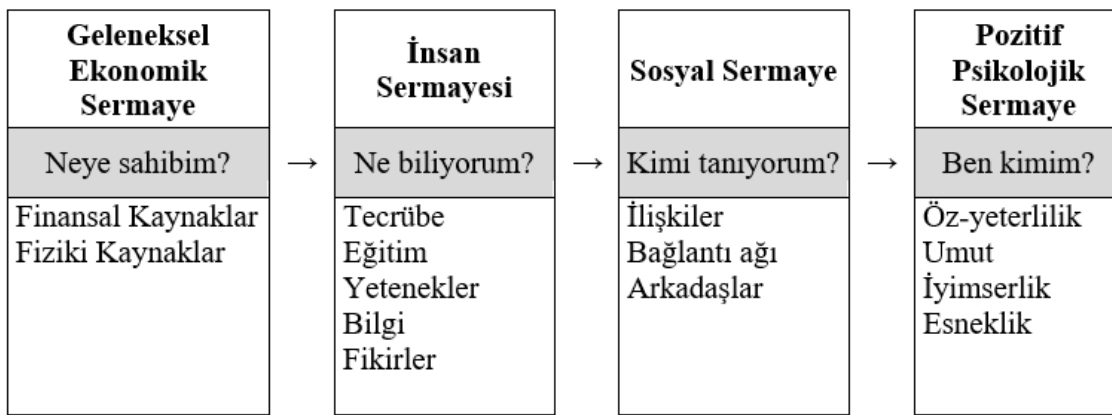 Geleneksel
Ekonomik
Sermaye
Neye sahibim?
Finansal Kaynaklar
Fiziki Kaynaklar
→
İnsan
Sermayesi
Ne biliyorum?
Tecrübe
Eğitim
Yetenekler
Bilgi
Fikirler
→
Sosyal Sermaye
Kimi tanıyorum?
İlişkiler
Bağlantı ağı
Arkadaşlar
→
Pozitif
Psikolojik
Sermaye
Ben kimim?
Öz-yeterlilik
Umut
İyimserlik
Esneklik